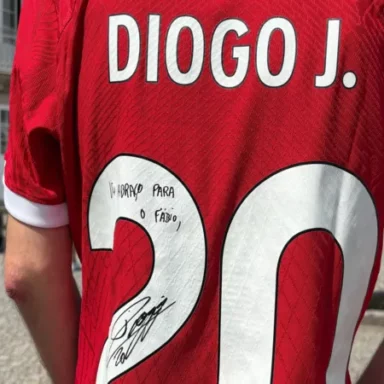 DIOGO J.
20
ABRAÇO PARA
O FÁBIO,